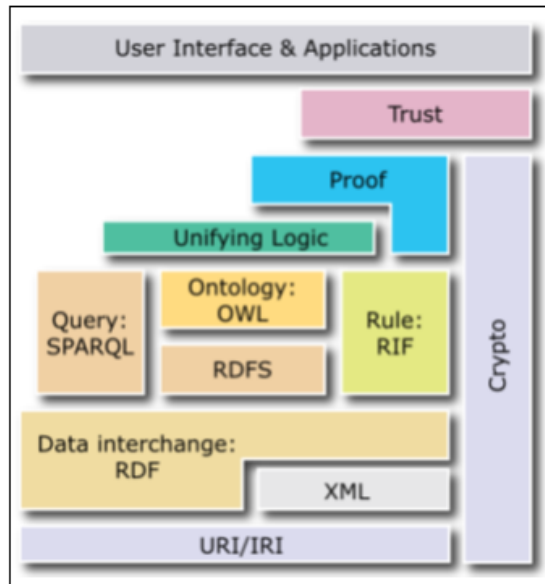 User Interface & Applications
Trust
Proof
Unifying Logic
Query:
SPARQL
Ontology:
OWL
RDFS
Rule:
RIF
Crypto
Data interchange:
RDF
XML
URI/IRI